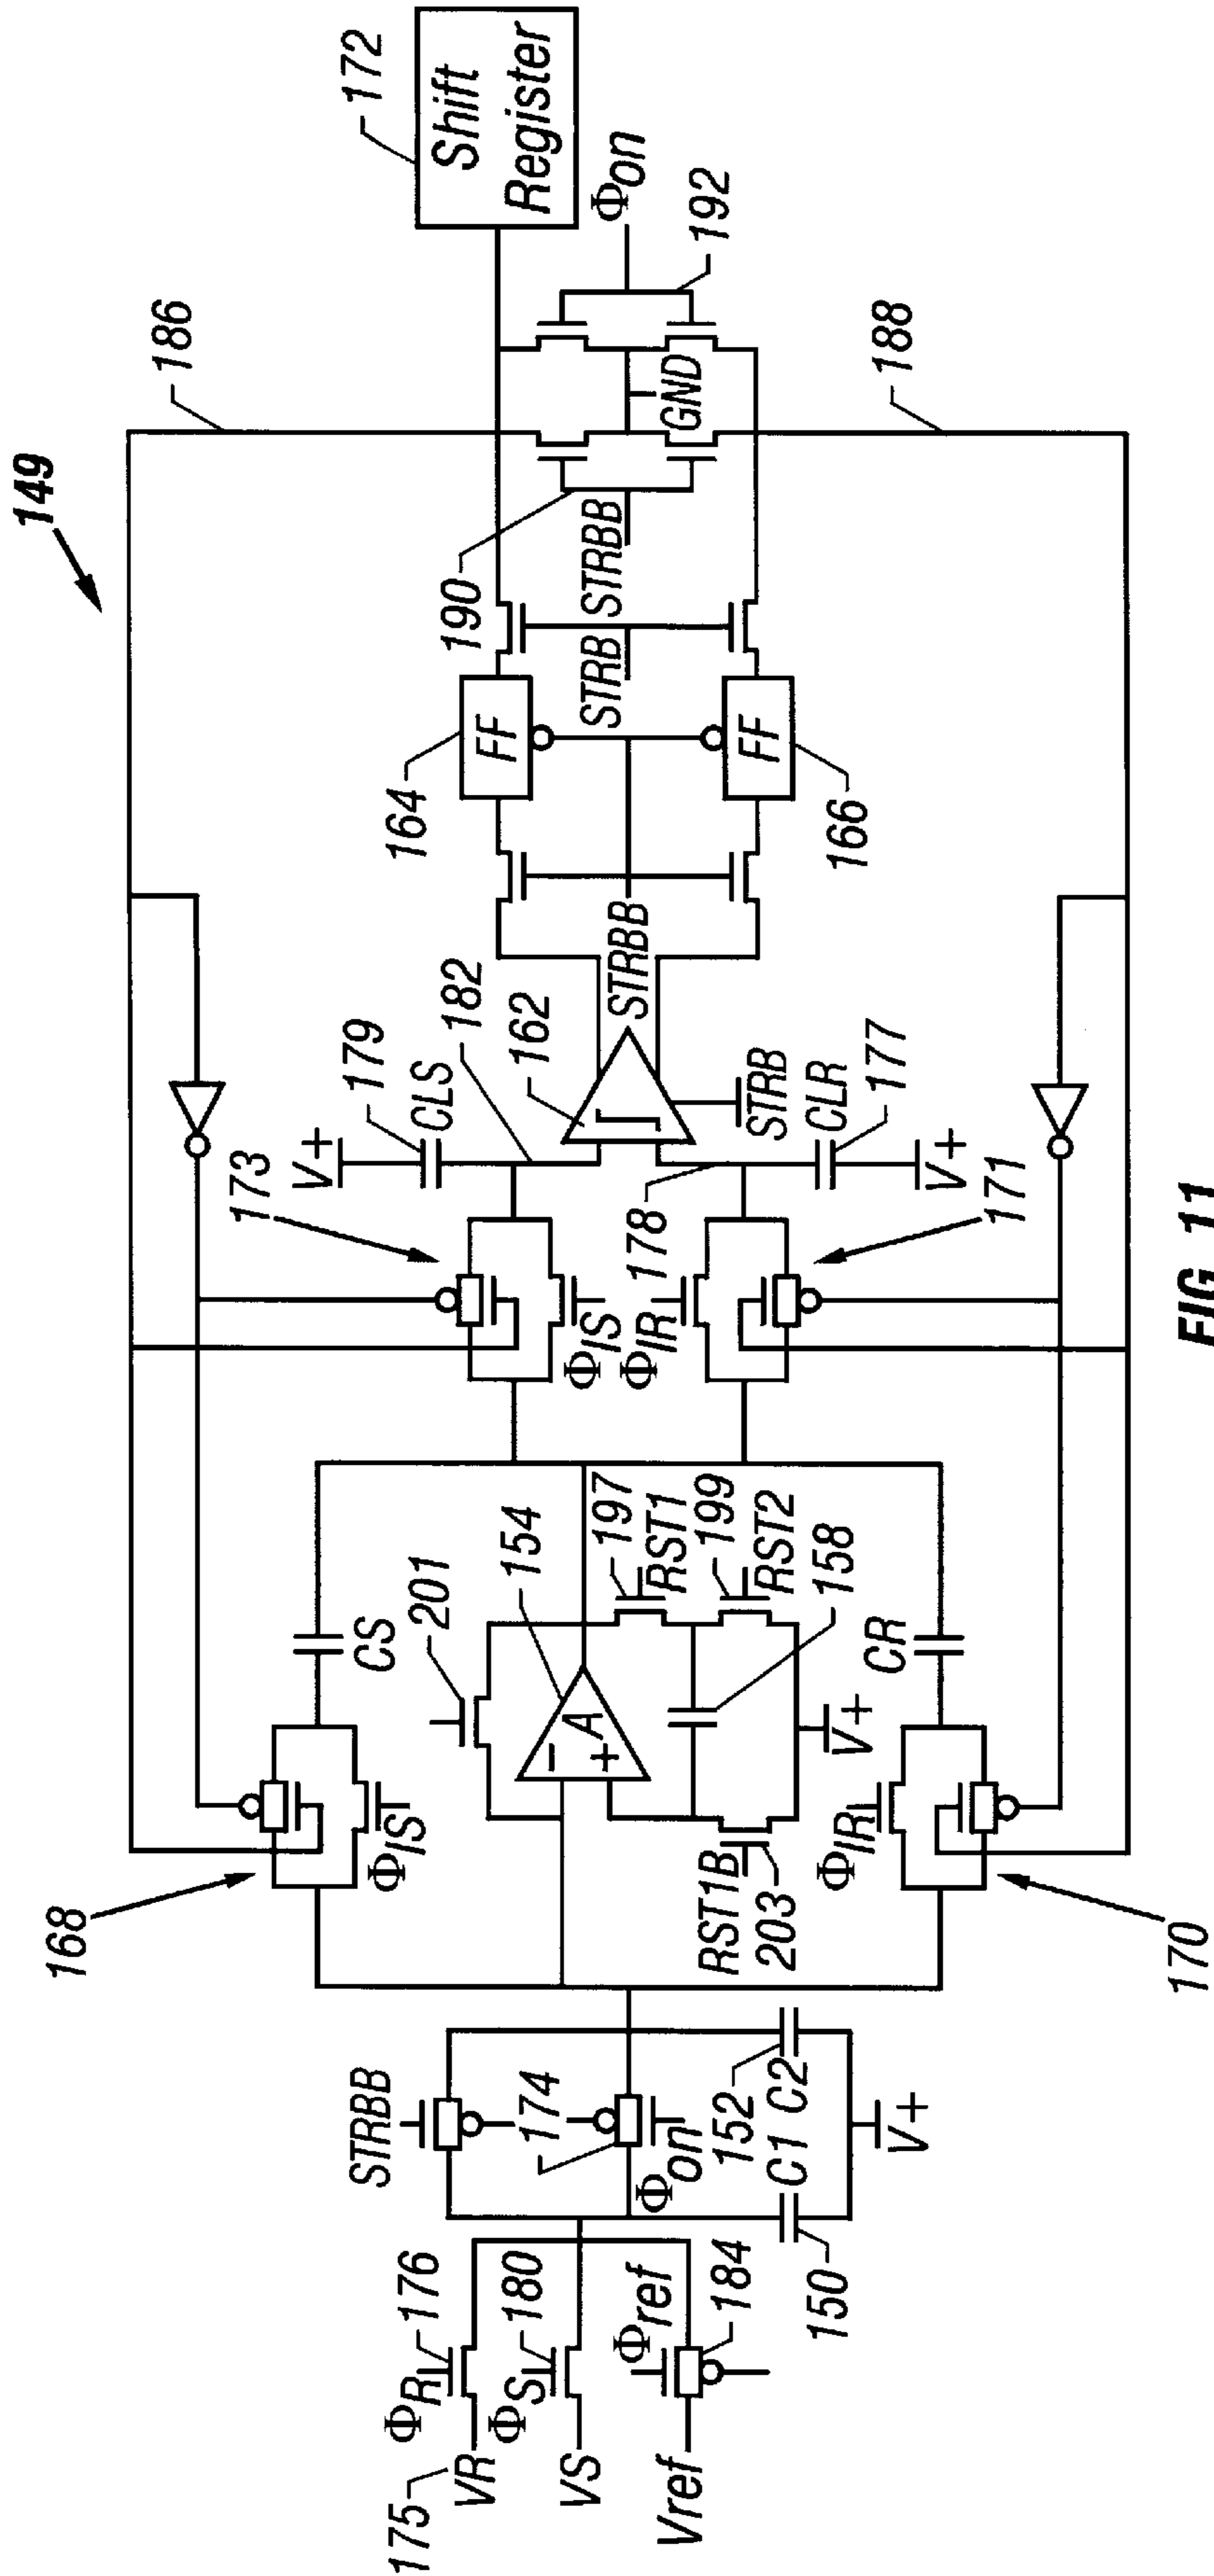 149
186
172
Shift
Register
Φon
192
GND
188
190
STRBB
STRB
164
FF
FF
166
STRBB
182
162
179
CLS
V+
173
STRB
CLR
177
V+
171
178
ΦIS
ΦIR
197
RST1
199
RST2
158
201
154
A
-
+
CS
CR
V+
RST1B
203
ΦIS
ΦIR
168
170
STRBB
174
Φon
152
C2
C1
V+
150
ΦR
176
ΦS
180
Φref
184
175
VR
VS
Vref
FIG. 11